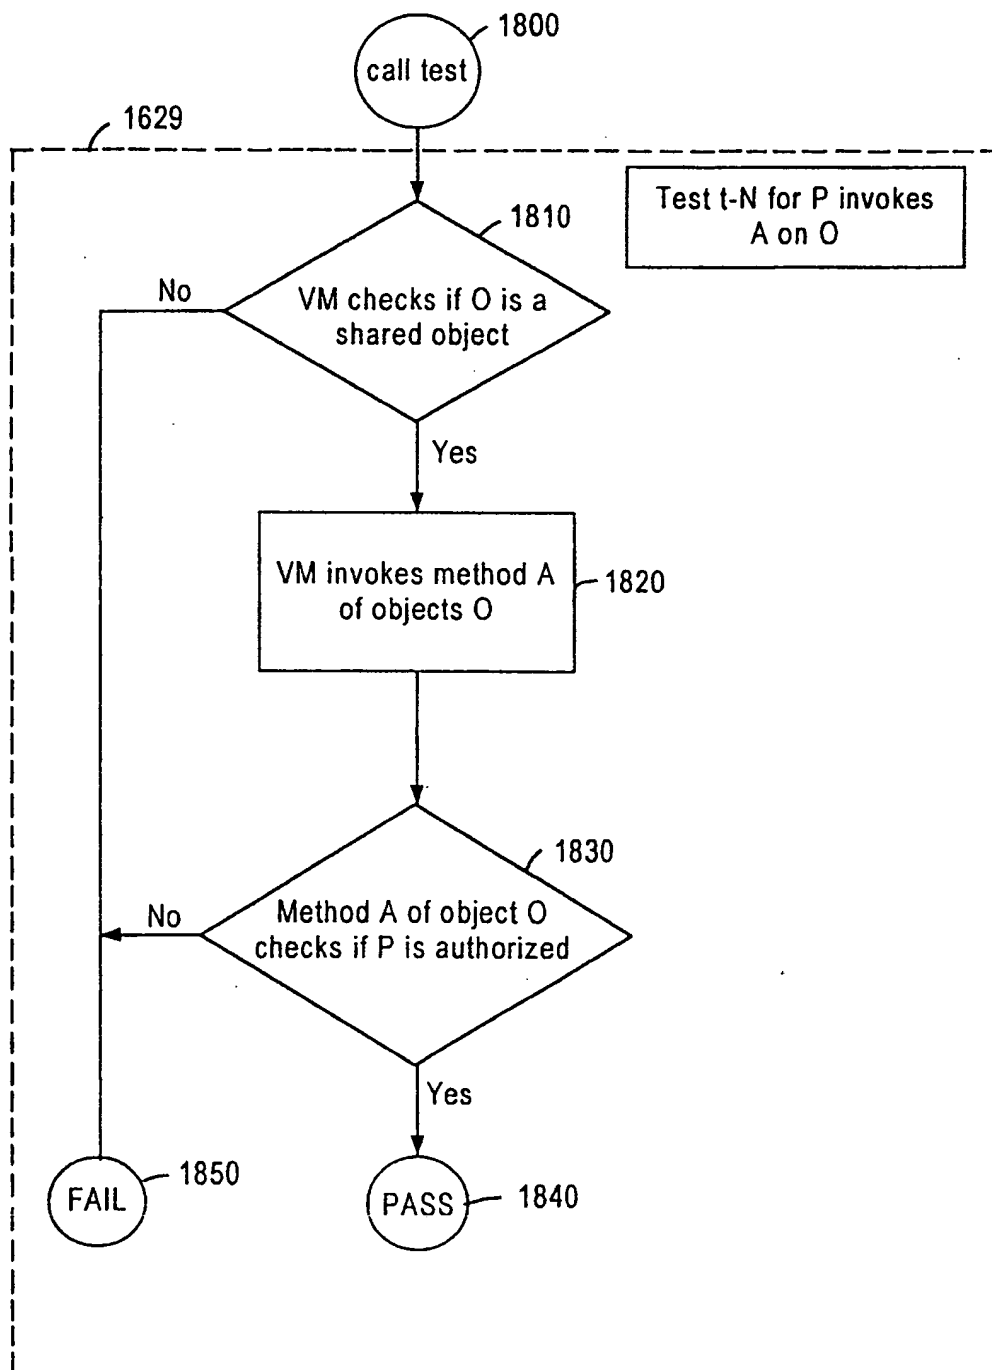 1800
call test
1629
Test t-N for P invokes
A on O
1810
No
VM checks if O is a
shared object
Yes
VM invokes method A
of objects O
1820
1830
No
Method A of object O
checks if P is authorized
Yes
1850
FAIL
PASS
1840